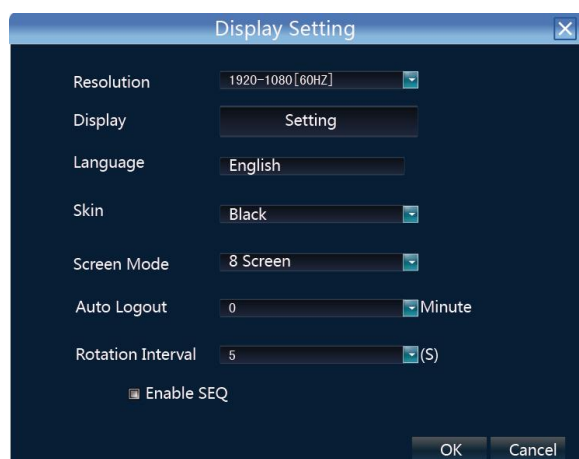 Display Setting
Resolution 1920-1080[60HZ]
Display Setting
Language English
Skin Black
Screen Mode 8 Screen
Auto Logout 0 Minute
Rotation Interval 5 (S)
Enable SEQ
OK Cancel